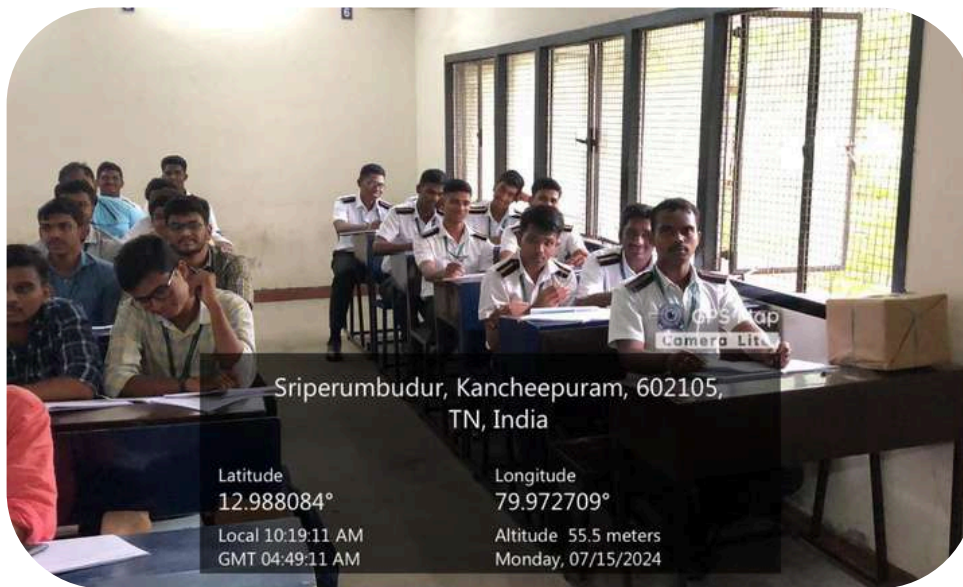 6
GPS Map
Camera Lite
Sriperumbudur, Kancheepuram, 602105,
TN, India
Latitude
12.988084°
Longitude
79.972709°
Local 10:19:11 AM
GMT 04:49:11 AM
Altitude 55.5 meters
Monday, 07/15/2024